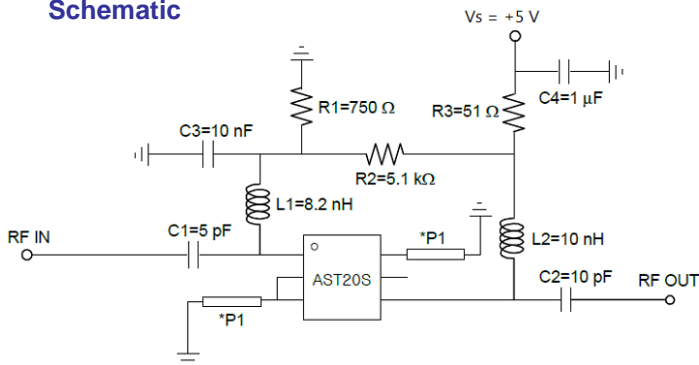 Schematic
Vs = +5 V
C4=1 μF
R1=750 Ω
R3=51 Ω
C3=10 nF
R2=5.1 kΩ
L1=8.2 nH
RF IN
C1=5 pF
*P1
L2=10 nH
AST20S
C2=10 pF
RF OUT
*P1